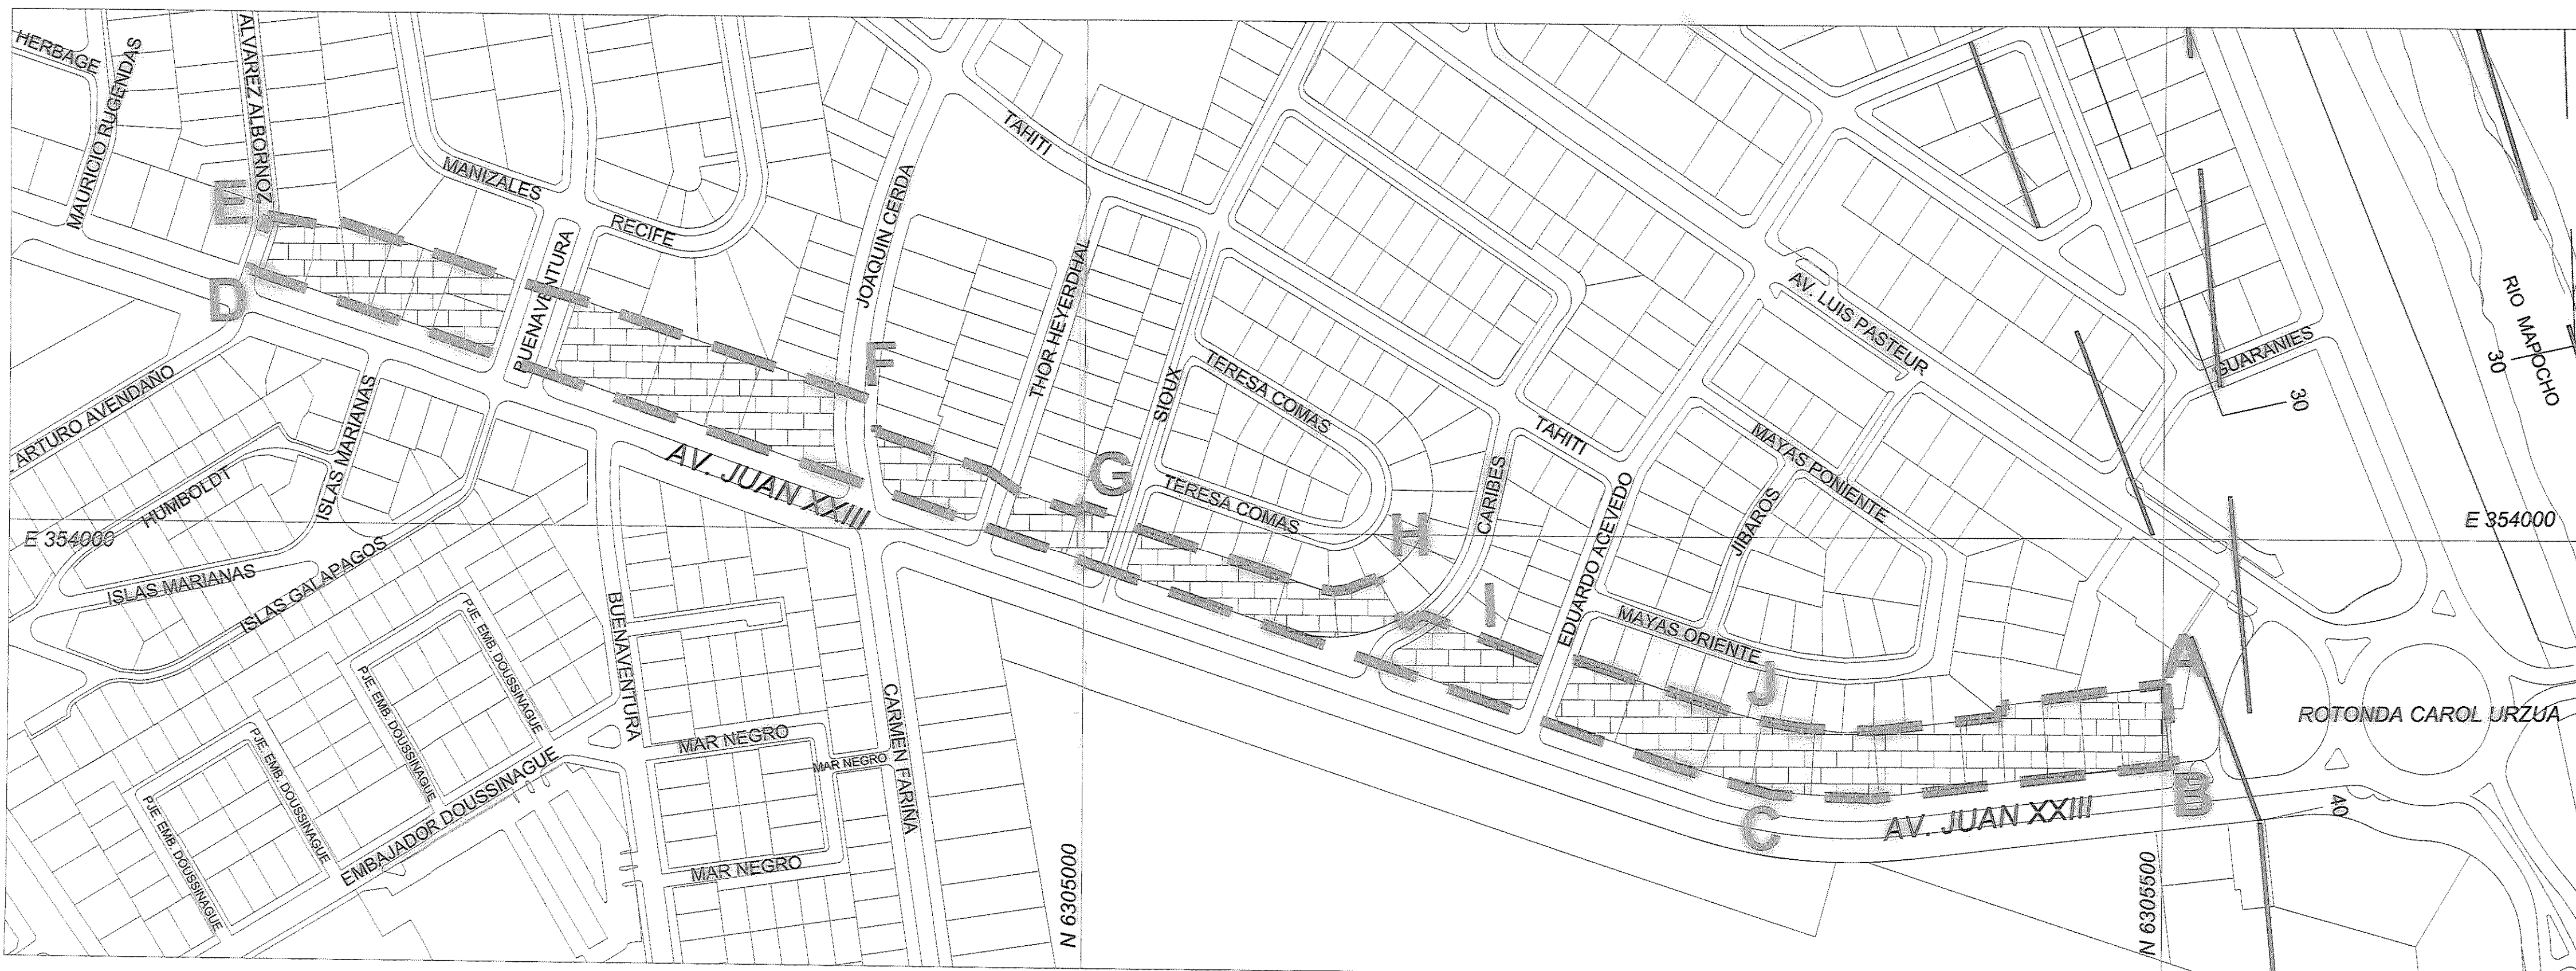 HERBAGE
MAURICIO RUGENDAS
ALVAREZ ALBORNOZ
MANIZALES
RECIFE
PUENAVENTURA
JOAQUIN CERDA
TAHITI
THOR HEYERDHAL
SIOUX
TERESA COMAS
TERESA COMAS
TAHITI
CARIBES
EDUARDO ACEVEDO
AV. LUIS PASTEUR
MAYAS PONIENTE
JIBAROS
MAYAS ORIENTE
GUARANIES
30
30
RIO MAPOCHO
E
D
F
G
H
I
J
A
B
C
ARTURO AVENDAÑO
HUMBOLDT
ISLAS MARIANAS
E 354000
E 354000
ISLAS MARIANAS
ISLAS GALAPAGOS
AV. JUAN XXIII
BUENAVENTURA
PJE. EMB. DOUSSINAGUE
PJE. EMB. DOUSSINAGUE
PJE. EMB. DOUSSINAGUE
PJE. EMB. DOUSSINAGUE
EMBAJADOR DOUSSINAGUE
MAR NEGRO
MAR NEGRO
MAR NEGRO
CARMEN FARIÑA
N 6305000
AV. JUAN XXIII
N 6305500
ROTONDA CAROL URZUA
40